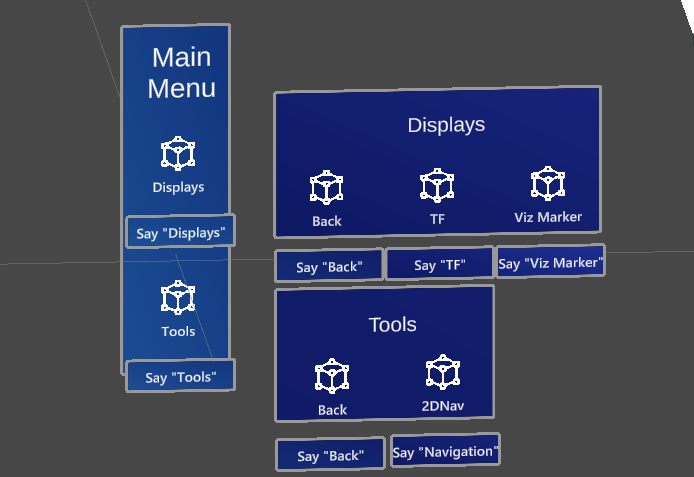 Main
Menu
Displays
Say "Displays"
Tools
Say "Tools"
Displays
Back
TF
Viz Marker
Say "Back"
Say "TF"
Say "Viz Marker"
Tools
Back
2DNav
Say "Back"
Say "Navigation"